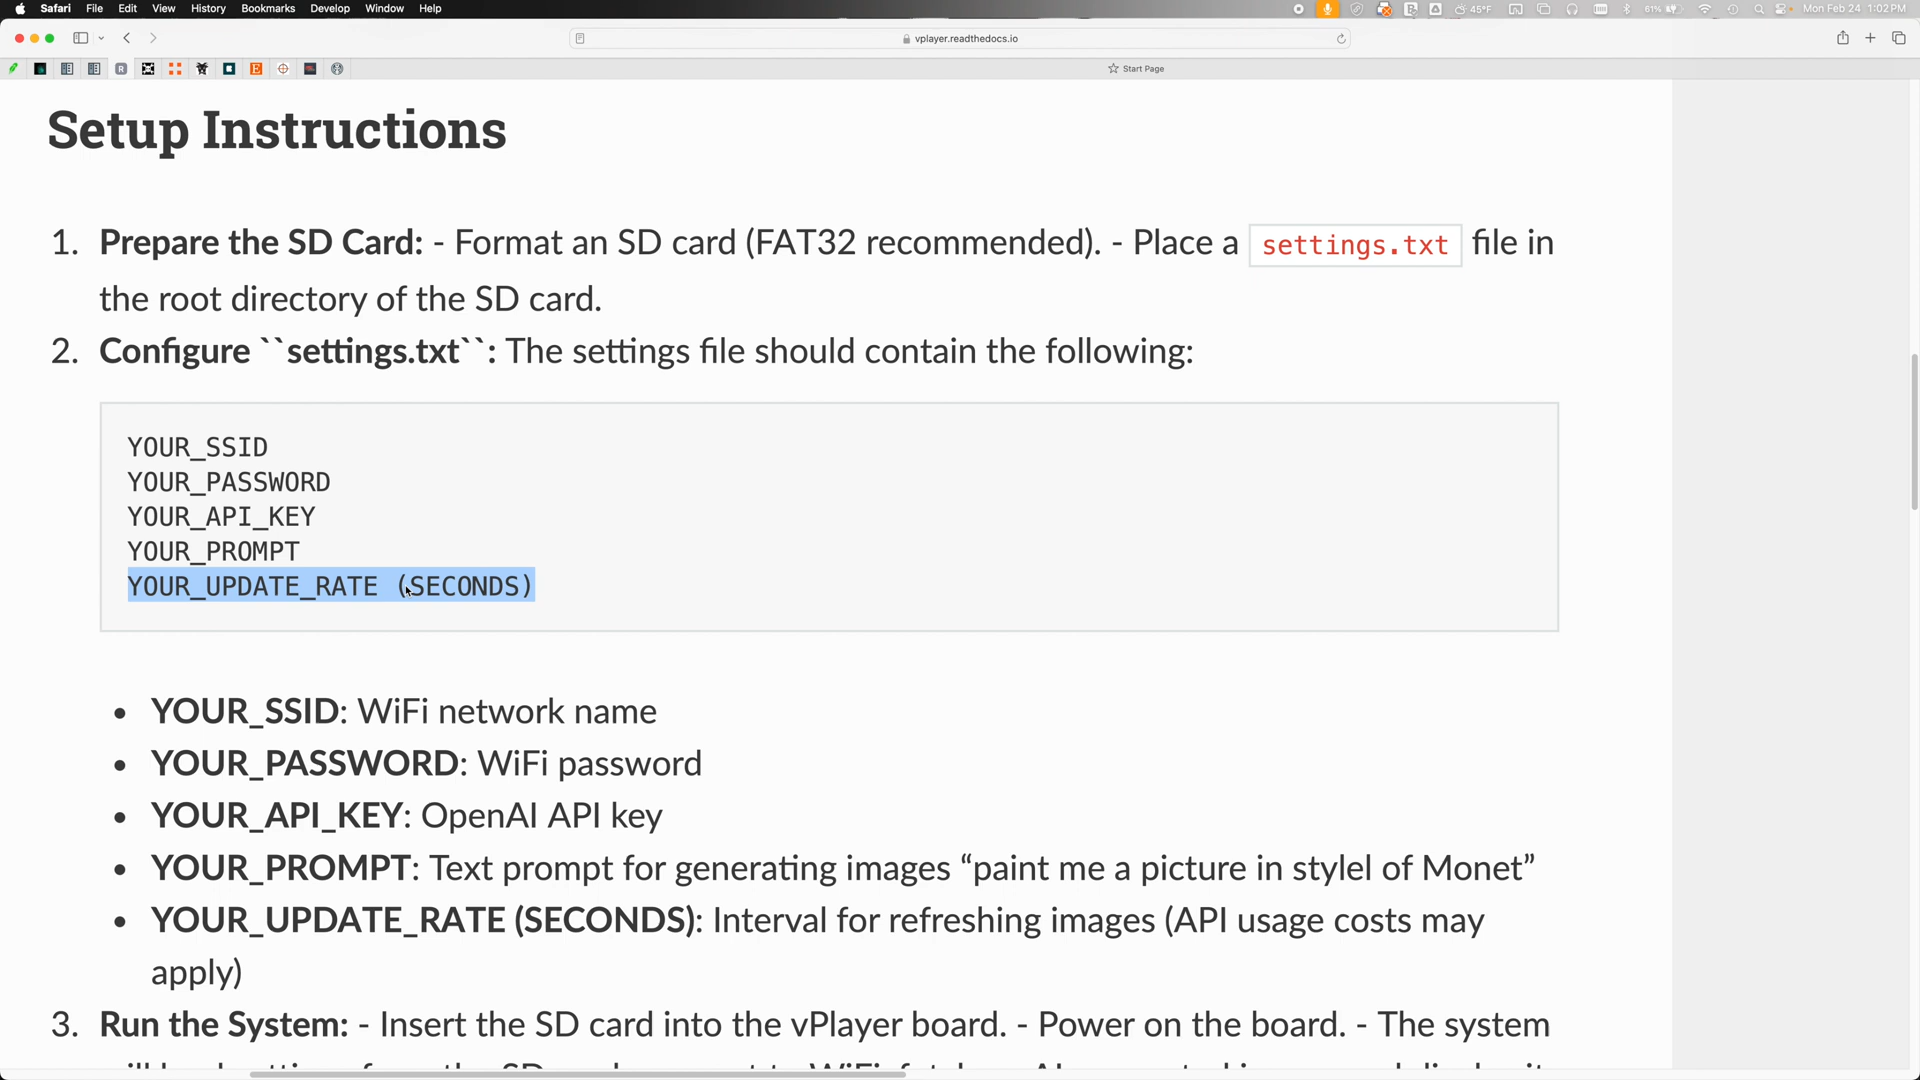 Safari File Edit View History Bookmarks Develop Window Help 45°F 61% Mon Feb 24 1:02 PM
vplayer.readthedocs.io
Start Page
Setup Instructions
1. Prepare the SD Card: - Format an SD card (FAT32 recommended). - Place a settings.txt file in
the root directory of the SD card.
2. Configure ``settings.txt``: The settings file should contain the following:
YOUR_SSID
YOUR_PASSWORD
YOUR_API_KEY
YOUR_PROMPT
YOUR_UPDATE_RATE (SECONDS)
• YOUR_SSID: WiFi network name
• YOUR_PASSWORD: WiFi password
• YOUR_API_KEY: OpenAI API key
• YOUR_PROMPT: Text prompt for generating images “paint me a picture in stylel of Monet”
• YOUR_UPDATE_RATE (SECONDS): Interval for refreshing images (API usage costs may
apply)
3. Run the System: - Insert the SD card into the vPlayer board. - Power on the board. - The system